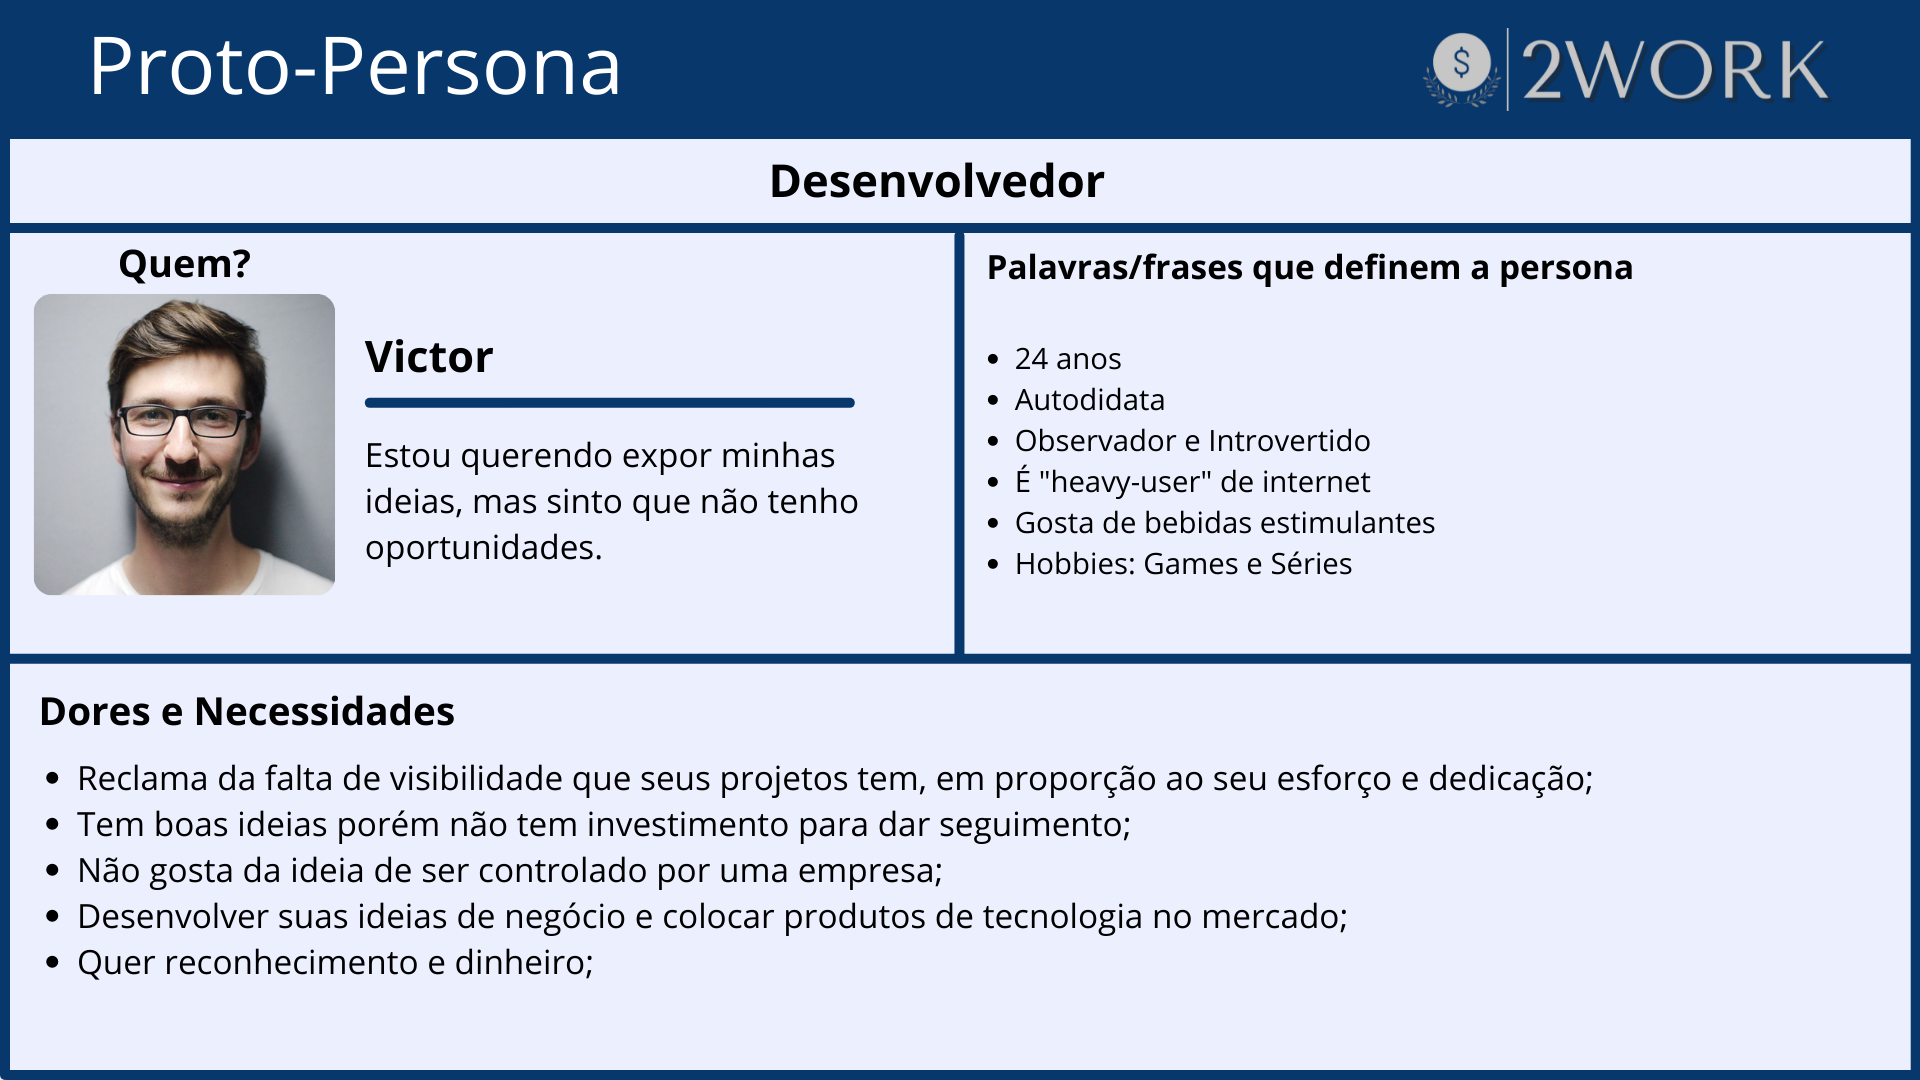 Proto-Persona
$ 2WORK
Desenvolvedor
Quem?
Victor
Estou querendo expor minhas
ideias, mas sinto que não tenho
oportunidades.
Palavras/frases que definem a persona
• 24 anos
• Autodidata
• Observador e Introvertido
• É "heavy-user" de internet
• Gosta de bebidas estimulantes
• Hobbies: Games e Séries
Dores e Necessidades
• Reclama da falta de visibilidade que seus projetos tem, em proporção ao seu esforço e dedicação;
• Tem boas ideias porém não tem investimento para dar seguimento;
• Não gosta da ideia de ser controlado por uma empresa;
• Desenvolver suas ideias de negócio e colocar produtos de tecnologia no mercado;
• Quer reconhecimento e dinheiro;